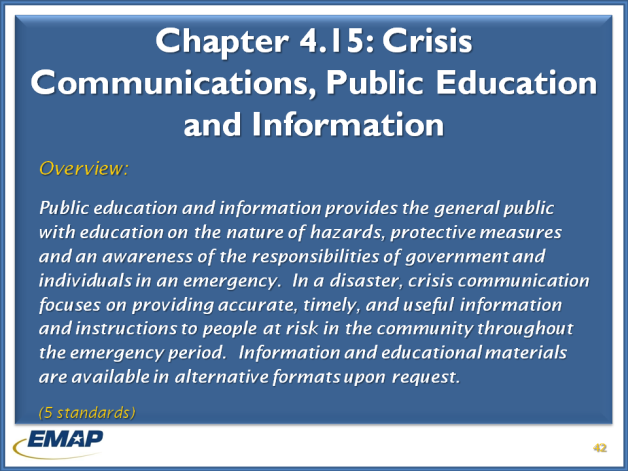 Chapter 4.15: Crisis
Communications, Public Education
and Information
Overview:
Public education and information provides the general public
with education on the nature of hazards, protective measures
and an awareness of the responsibilities of government and
individuals in an emergency.  In a disaster, crisis communication
focuses on providing accurate, timely, and useful information
and instructions to people at risk in the community throughout
the emergency period.  Information and educational materials
are available in alternative formats upon request.
(5 standards)
EMAP
42